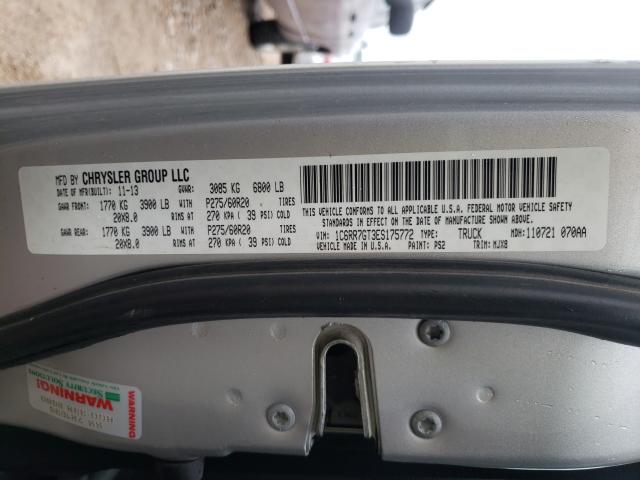 MFD BY CHRYSLER GROUP LLC
DATE OF MFR(BUILT): 11-13 GVWR: 3085 KG 6800 LB
GAWR FRONT: 1770 KG 3900 LB P275/60R20 TIRES
20X8.0 RIMS AT 270 KPA ( 39 PSI) COLD
GAWR REAR: 1770 KG 3900 LB P275/60R20 TIRES
20X8.0 RIMS AT 270 KPA ( 39 PSI) COLD
THIS VEHICLE CONFORMS TO ALL APPLICABLE U.S.A. FEDERAL MOTOR VEHICLE SAFETY
STANDARDS IN EFFECT ON THE DATE OF MANUFACTURE SHOWN ABOVE.
VIN: 1C6RR7GT3ES175772 TYPE: TRUCK MDH: 110721 070AA
VEHICLE MADE IN: U.S.A. PAINT: PS2 TRIM: MJX8
SECURITY SOLUTIONS
WARNING!